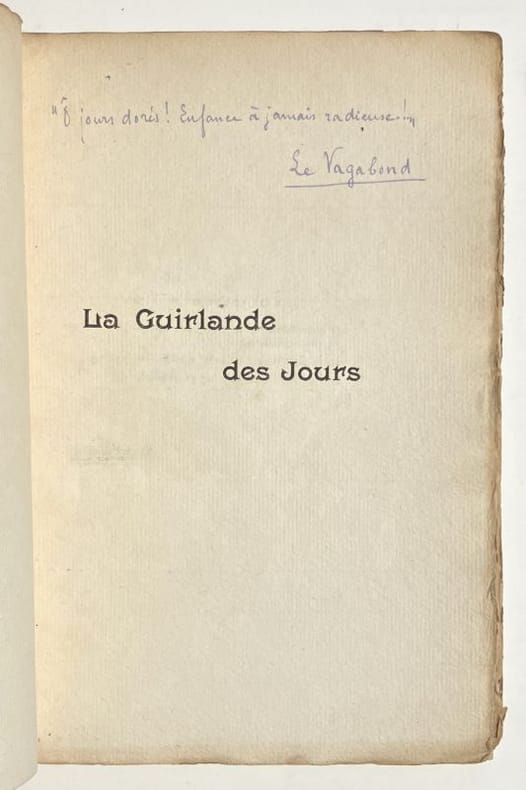 "Ô jours dorés! Enfance à jamais radieuse!"
Le Vagabond
La Guirlande
des Jours